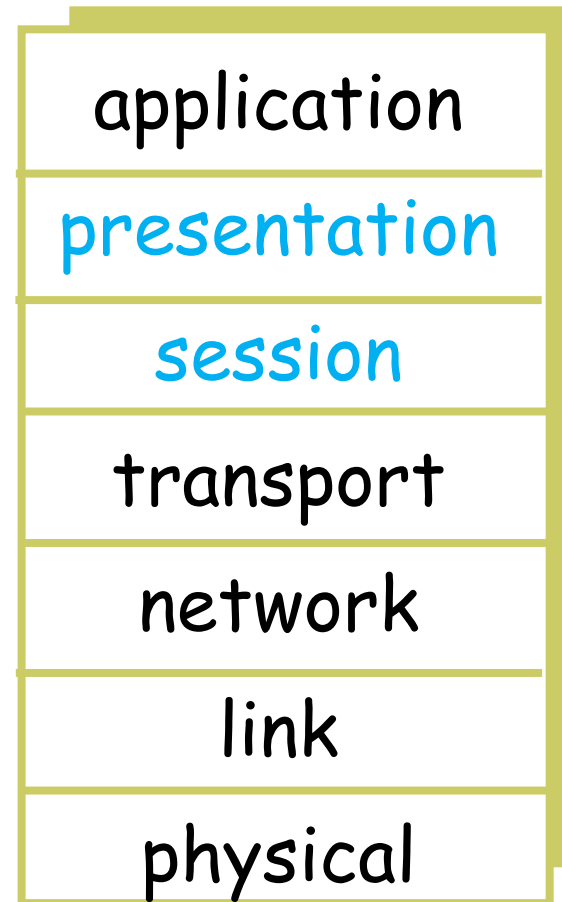 application
presentation
session
transport
network
link
physical